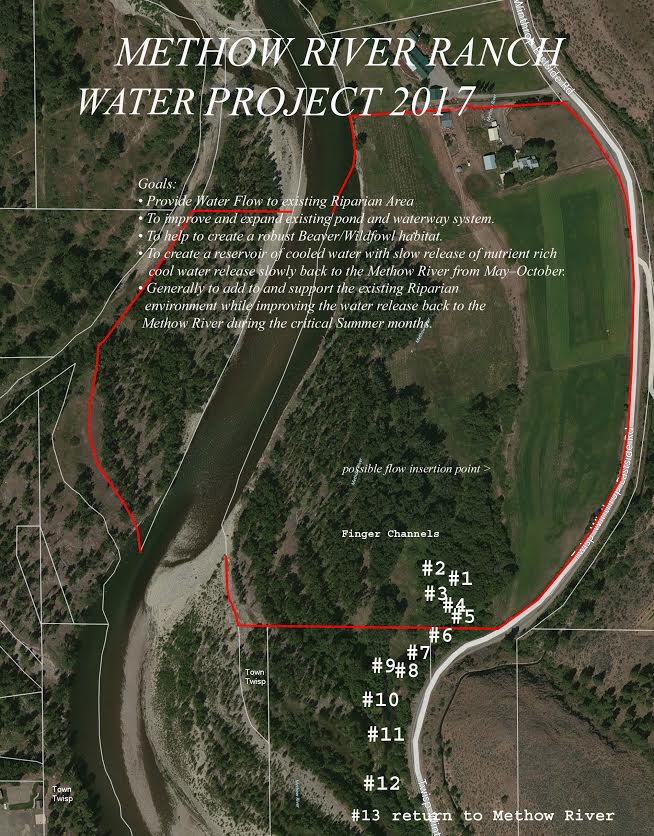 METHOW RIVER RANCH
WATER PROJECT 2017
Goals:
• Provide Water Flow to existing Riparian Area
• To improve and expand existing pond and waterway system.
• To help to create a robust Beaver/Wildfowl habitat.
• To create a reservoir of cooled water with slow release of nutrient rich
cool water release slowly back to the Methow River from May–October.
• Generally to add to and support the existing Riparian
environment while improving the water release back to the
Methow River during the critical Summer months.
possible flow insertion point >
Finger Channels
#2
#1
#3
#4
#5
#6
#7
#9
#8
#10
#11
#12
#13 return to Methow River
Town
Twisp
Town
Twisp